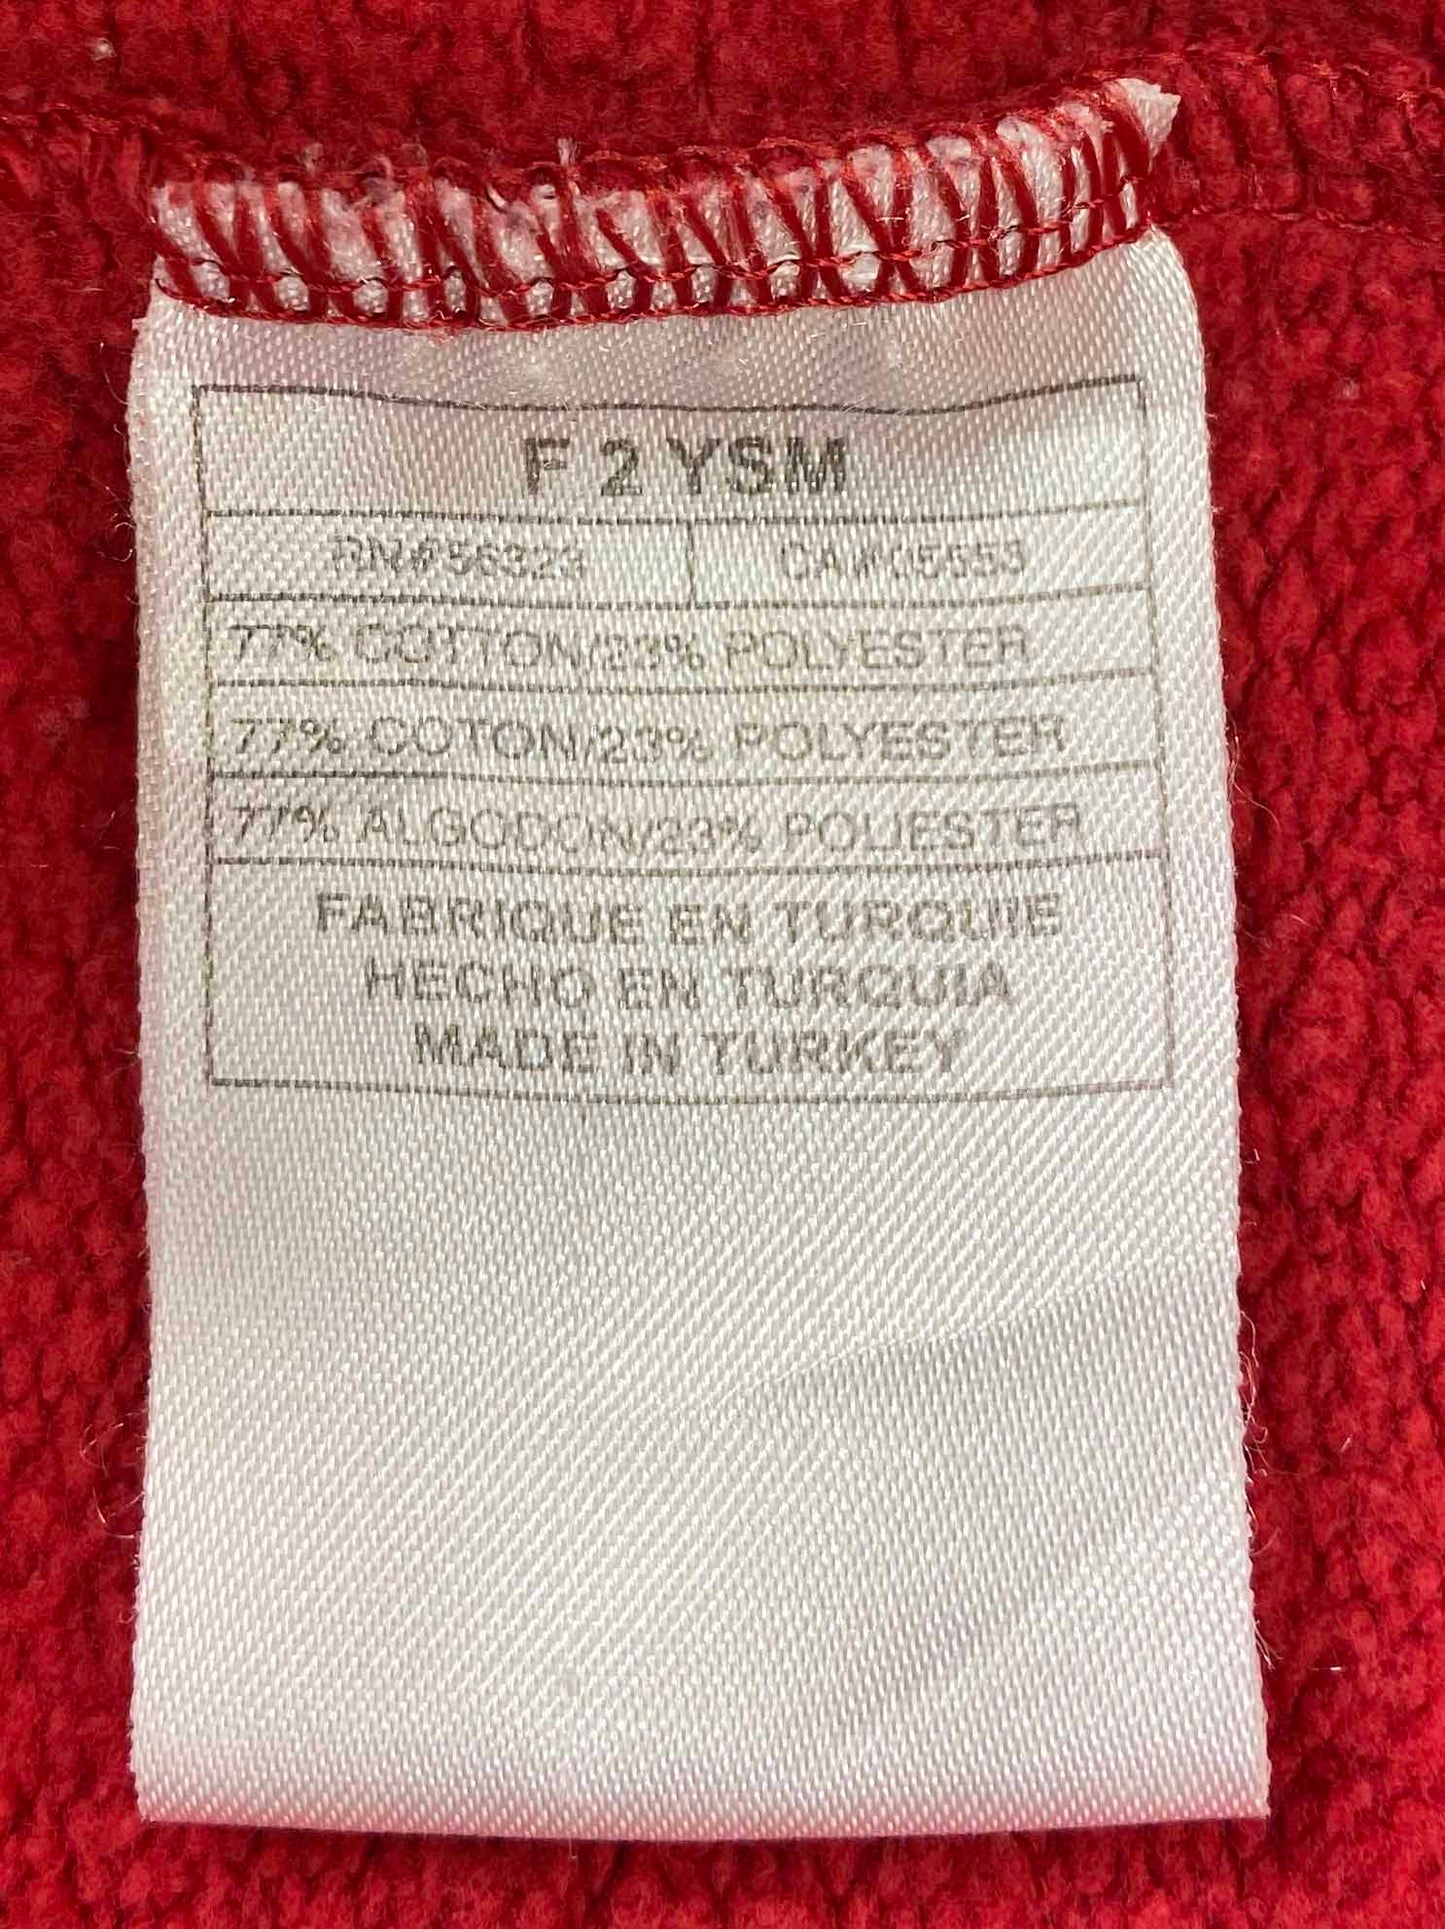 F 2 YSM
RN#56323 CA#05553
77% COTTON/23% POLYESTER
77% COTON/23% POLYESTER
77% ALGODON/23% POLIESTER
FABRIQUE EN TURQUIE
HECHO EN TURQUIA
MADE IN TURKEY